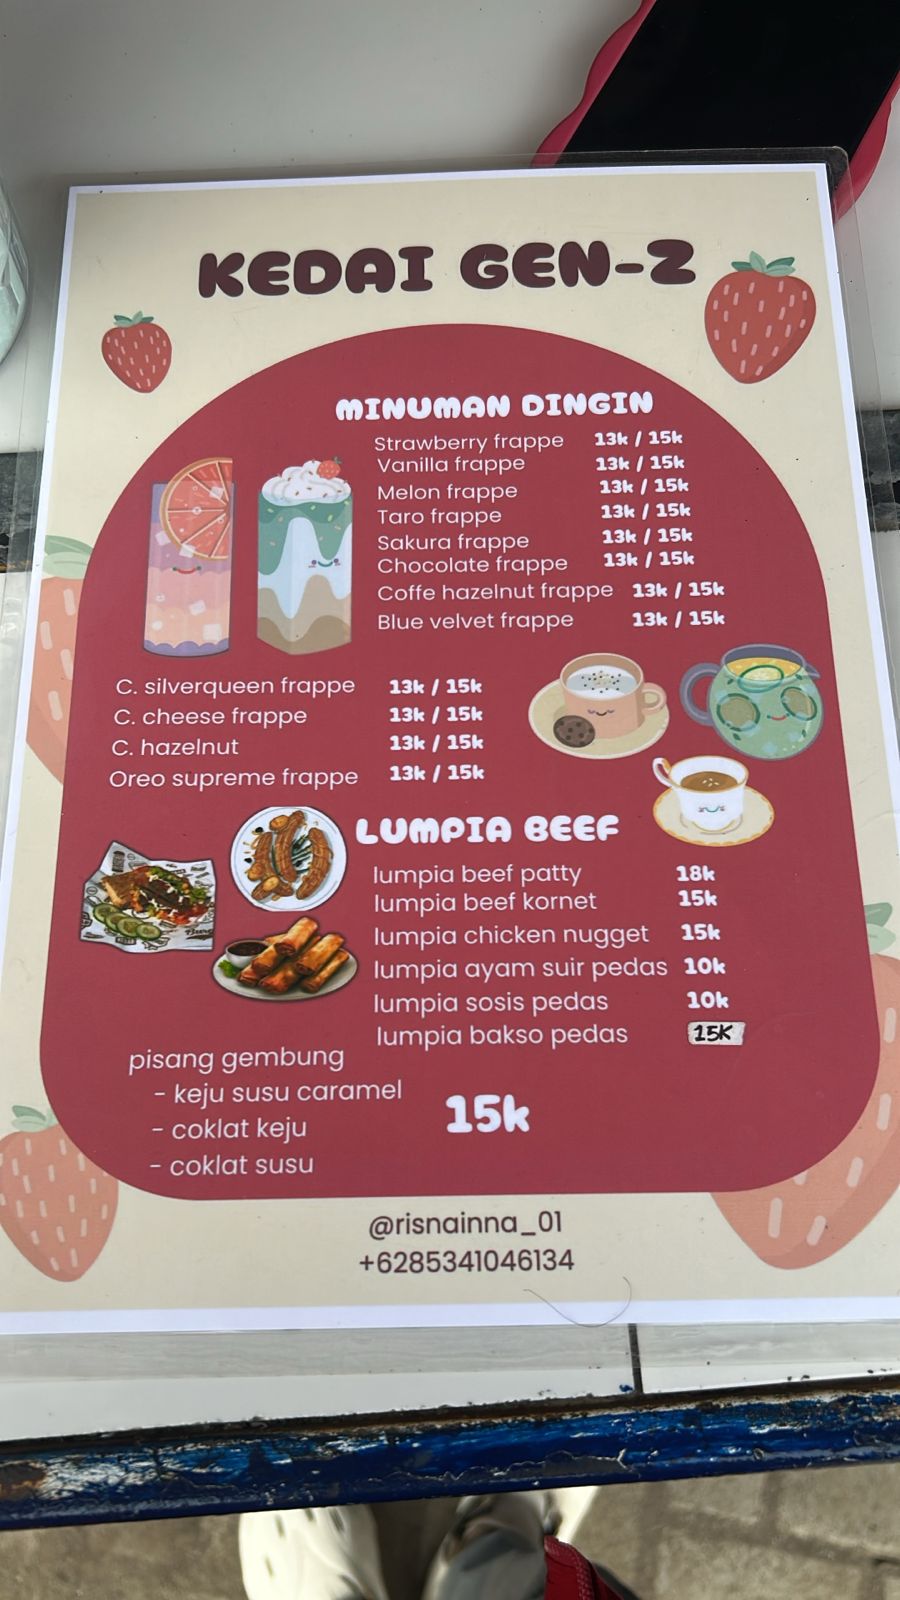 KEDAI GEN-Z
MINUMAN DINGIN
Strawberry frappe 13k / 15k
Vanilla frappe 13k / 15k
Melon frappe 13k / 15k
Taro frappe 13k / 15k
Sakura frappe 13k / 15k
Chocolate frappe 13k / 15k
Coffe hazelnut frappe 13k / 15k
Blue velvet frappe 13k / 15k
C. silverqueen frappe 13k / 15k
C. cheese frappe 13k / 15k
C. hazelnut 13k / 15k
Oreo supreme frappe 13k / 15k
LUMPIA BEEF
lumpia beef patty 18k
lumpia beef kornet 15k
lumpia chicken nugget 15k
lumpia ayam suir pedas 10k
lumpia sosis pedas 10k
lumpia bakso pedas 15K
pisang gembung
- keju susu caramel
- coklat keju 15k
- coklat susu
@risnainna_01
+6285341046134